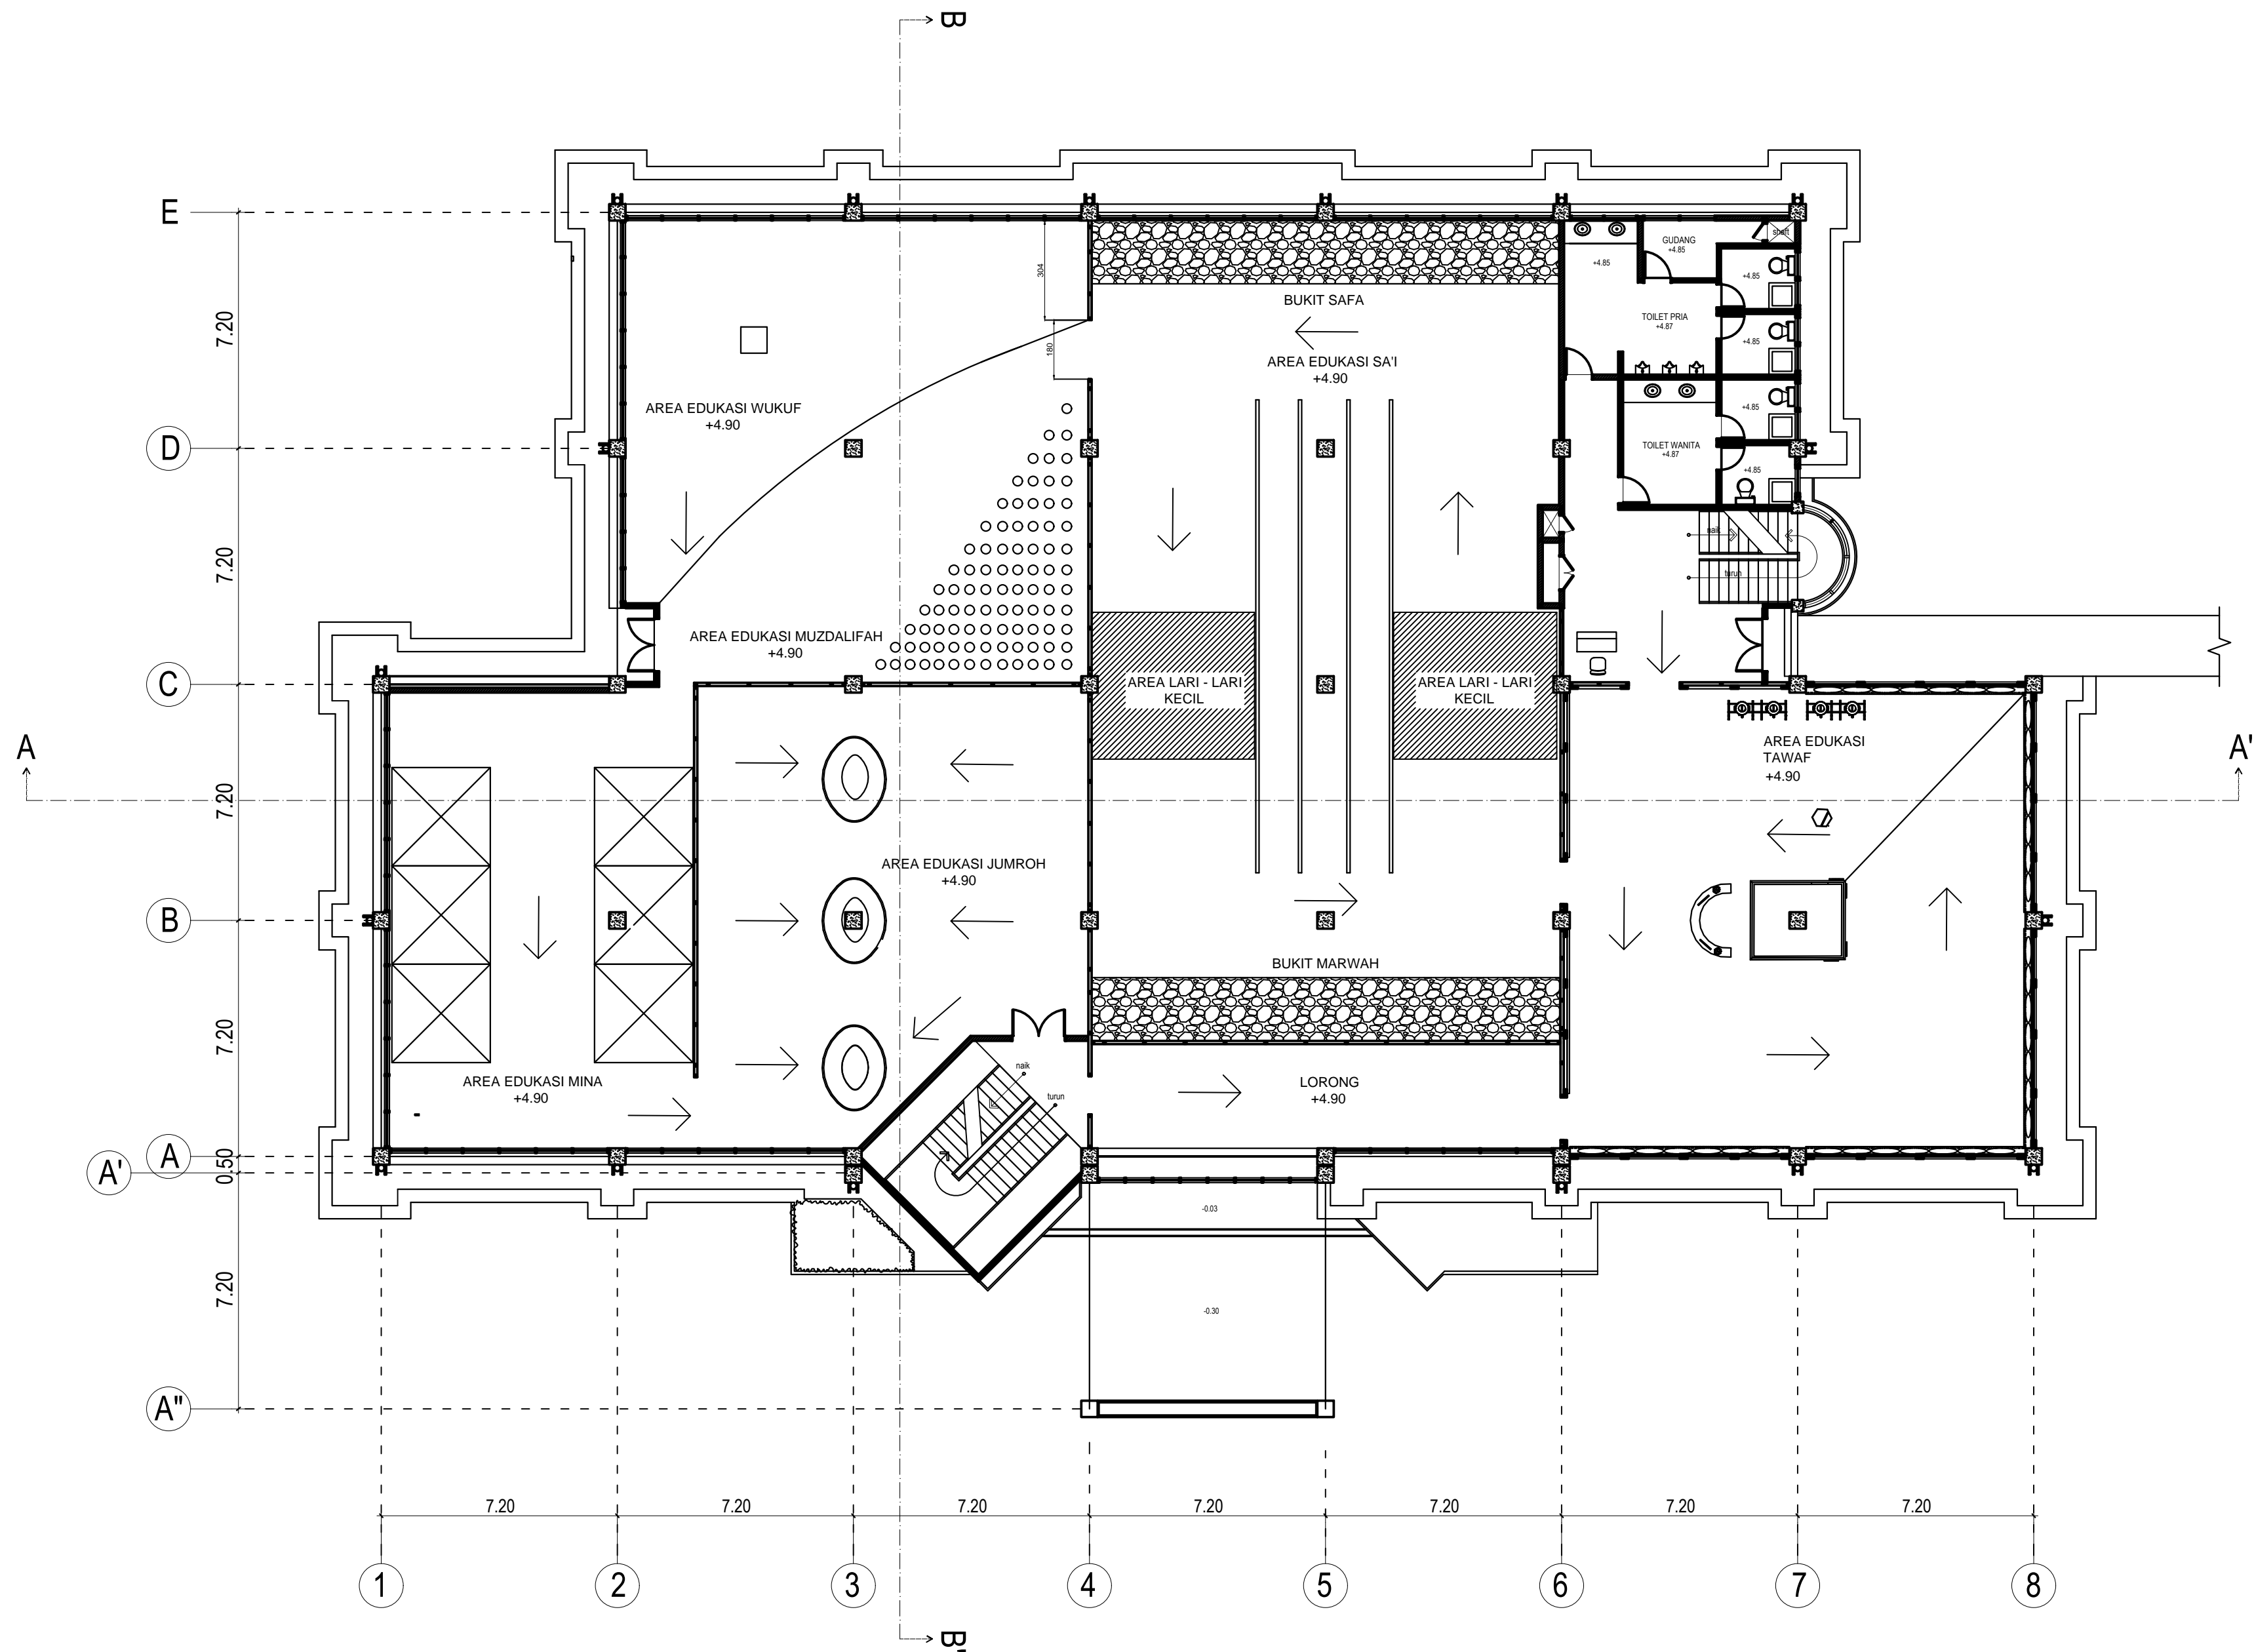 B
E
shaft
GUDANG
+4.85
+4.85
+4.85
304
BUKIT SAFA
TOILET PRIA
+4.87
7.20
180
+4.85
AREA EDUKASI SA'I
+4.90
AREA EDUKASI WUKUF
+4.90
+4.85
D
TOILET WANITA
+4.87
+4.85
naik
7.20
turun
AREA EDUKASI MUZDALIFAH
+4.90
C
AREA LARI - LARI
KECIL
AREA LARI - LARI
KECIL
A
AREA EDUKASI
TAWAF
+4.90
A'
7.20
AREA EDUKASI JUMROH
+4.90
B
BUKIT MARWAH
7.20
naik
AREA EDUKASI MINA
+4.90
turun
LORONG
+4.90
A
0.50
A'
-0.03
7.20
-0.30
A"
7.20
7.20
7.20
7.20
7.20
7.20
7.20
1
2
3
4
5
6
7
8
B'